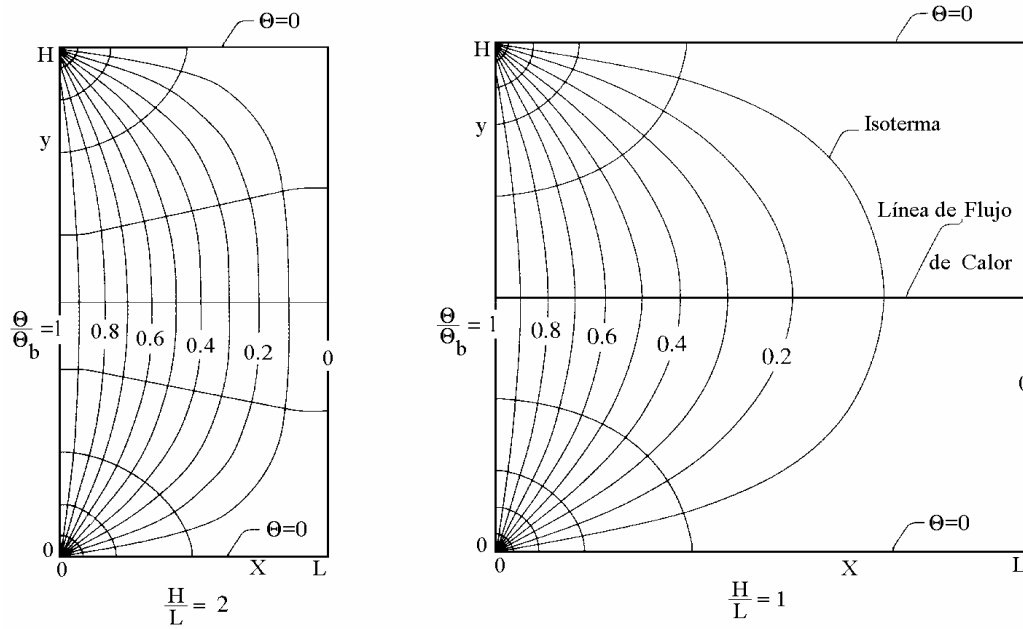 Θ=0
H
y
Θ/Θb =1
0.8
0.6
0.4
0.2
0
Θ=0
0
0
X
L
H/L = 2
Θ=0
H
y
Isoterma
Línea de Flujo
de Calor
Θ/Θb = 1
0.8
0.6
0.4
0.2
0
Θ=0
0
0
X
L
H/L = 1